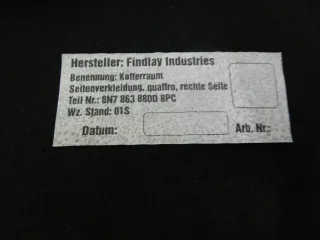 Hersteller: Findlay Industries
Benennung: Kofferraum
Seitenverkleidung, quattro, rechte Seite
Teil Nr.: 8N7 863 880D 8PC
Wz. Stand: 01S
Datum:
Arb. Nr.: